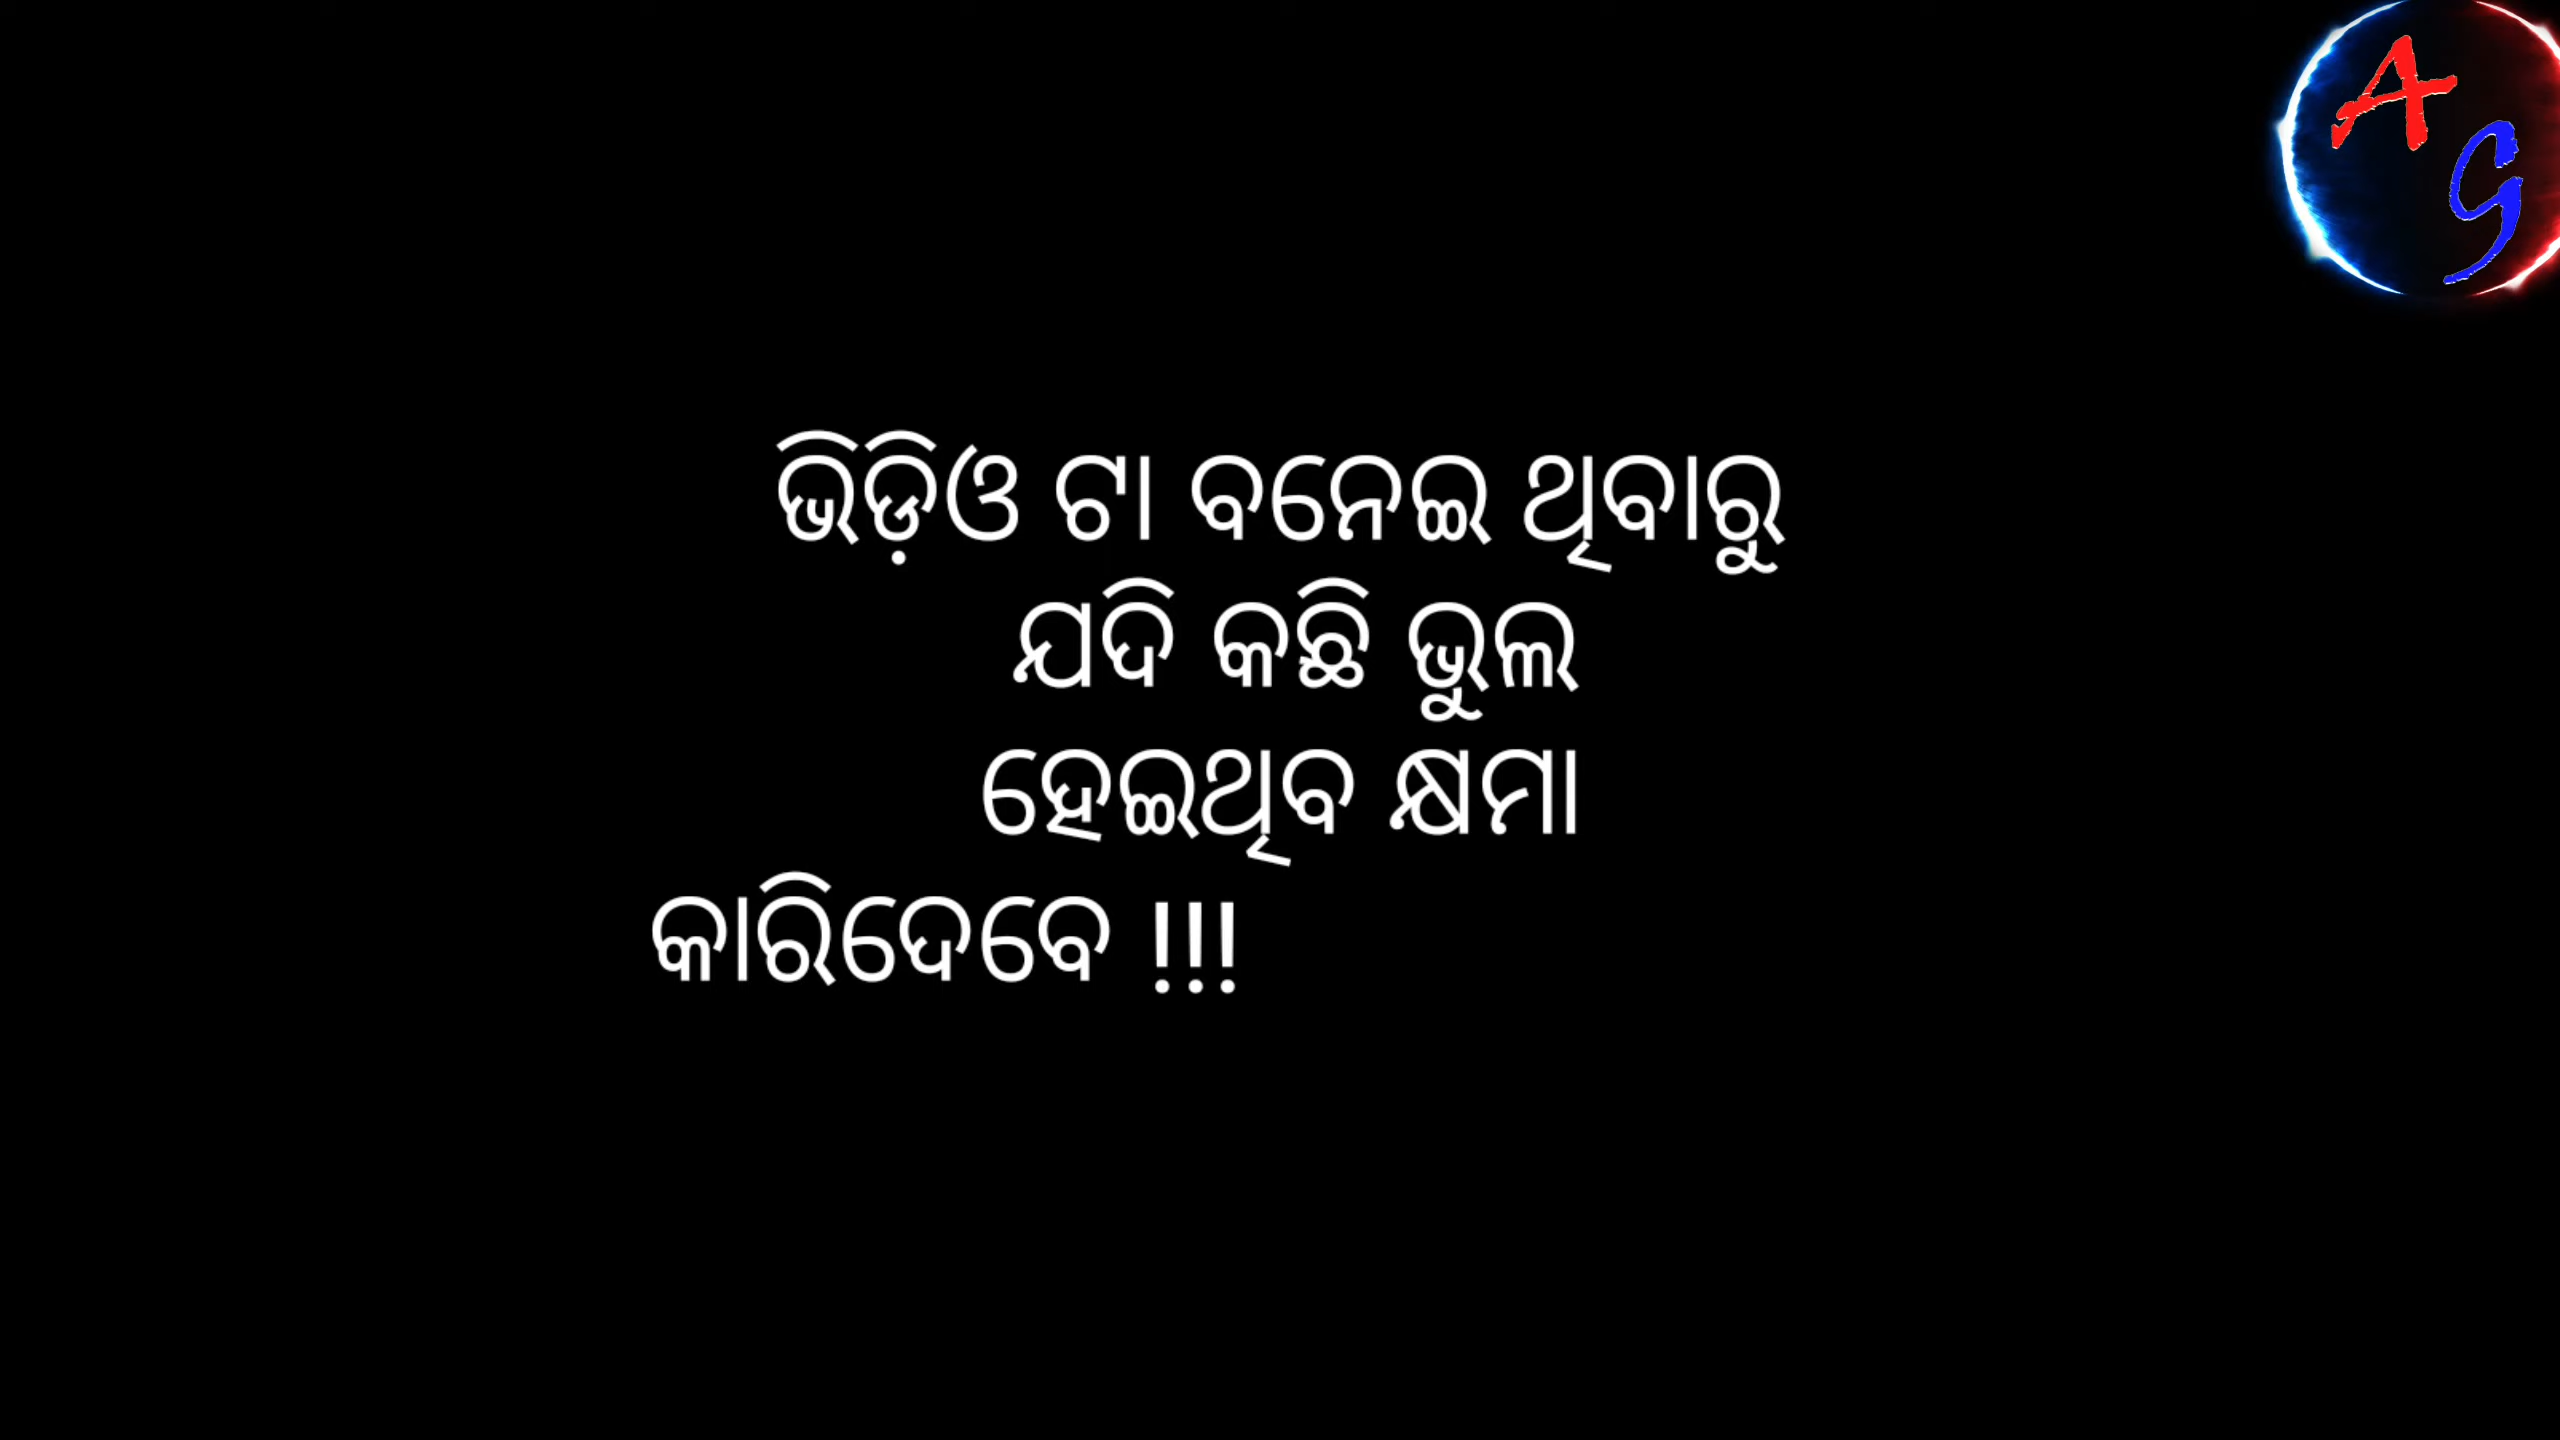 A
G
ଭିଡ଼ିଓ ଟା ବନେଇ ଥିବାରୁ
ଯଦି କଛି ଭୁଲ
ହେଇଥିବ କ୍ଷମା
କାରିଦେବେ !!!